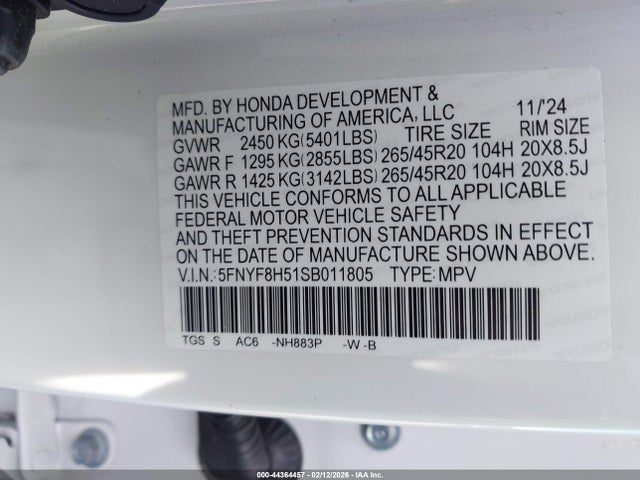 MFD. BY HONDA DEVELOPMENT &
MANUFACTURING OF AMERICA, LLC 11/'24
GVWR 2450 KG(5401LBS) TIRE SIZE RIM SIZE
GAWR F 1295 KG(2855LBS) 265/45R20 104H 20X8.5J
GAWR R 1425 KG(3142LBS) 265/45R20 104H 20X8.5J
THIS VEHICLE CONFORMS TO ALL APPLICABLE
FEDERAL MOTOR VEHICLE SAFETY
AND THEFT PREVENTION STANDARDS IN EFFECT
ON THE DATE OF MANUFACTURE SHOWN ABOVE.
V.I.N.:5FNYF8H51SB011805 TYPE: MPV
TGS S AC6 -NH883P -W -B
000-44364457 - 02/12/2026 - IAA Inc.